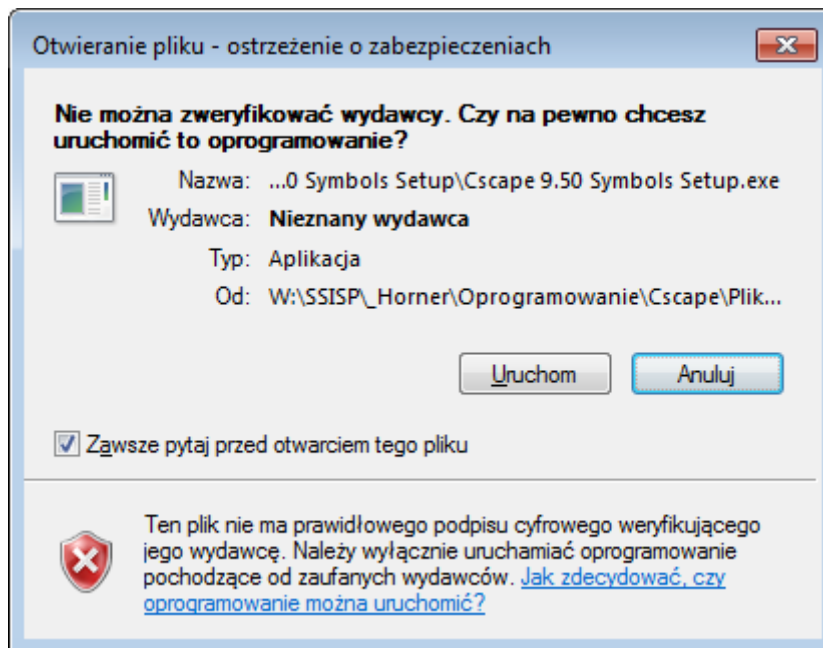 Otwieranie pliku - ostrzeżenie o zabezpieczeniach
Nie można zweryfikować wydawcy. Czy na pewno chcesz
uruchomić to oprogramowanie?
Nazwa: ...0 Symbols Setup\Cscape 9.50 Symbols Setup.exe
Wydawca: Nieznany wydawca
Typ: Aplikacja
Od: W:\SSISP\_Horner\Oprogramowanie\Cscape\Plik...
Uruchom Anuluj
Zawsze pytaj przed otwarciem tego pliku
Ten plik nie ma prawidłowego podpisu cyfrowego weryfikującego
jego wydawcę. Należy wyłącznie uruchamiać oprogramowanie
pochodzące od zaufanych wydawców. Jak zdecydować, czy
oprogramowanie można uruchomić?